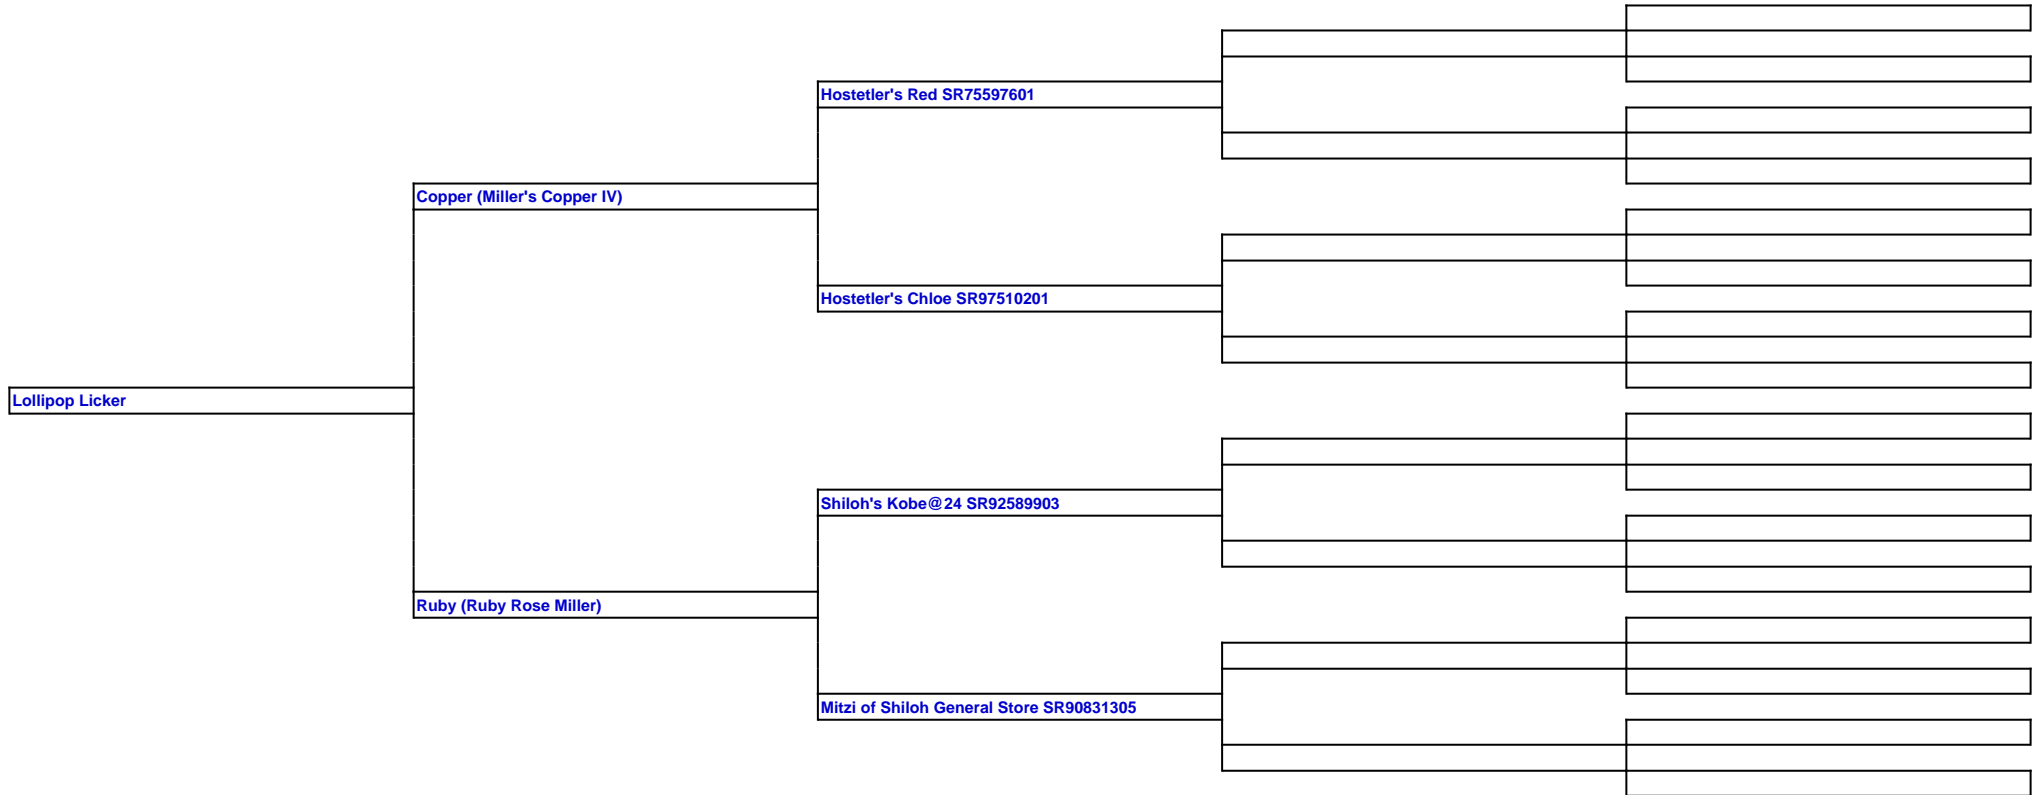 Hostetler's Red SR75597601
Copper (Miller's Copper IV)
Hostetler's Chloe SR97510201
Lollipop Licker
Shiloh's Kobe@24 SR92589903
Ruby (Ruby Rose Miller)
Mitzi of Shiloh General Store SR90831305